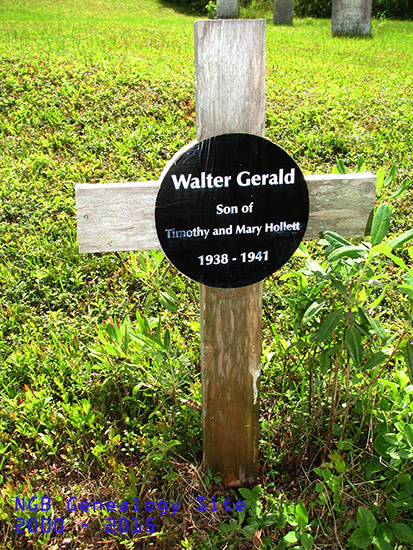 Walter Gerald
Son of
Timothy and Mary Hollett
1938 - 1941
NGB Genealogy Site
2000 - 2015